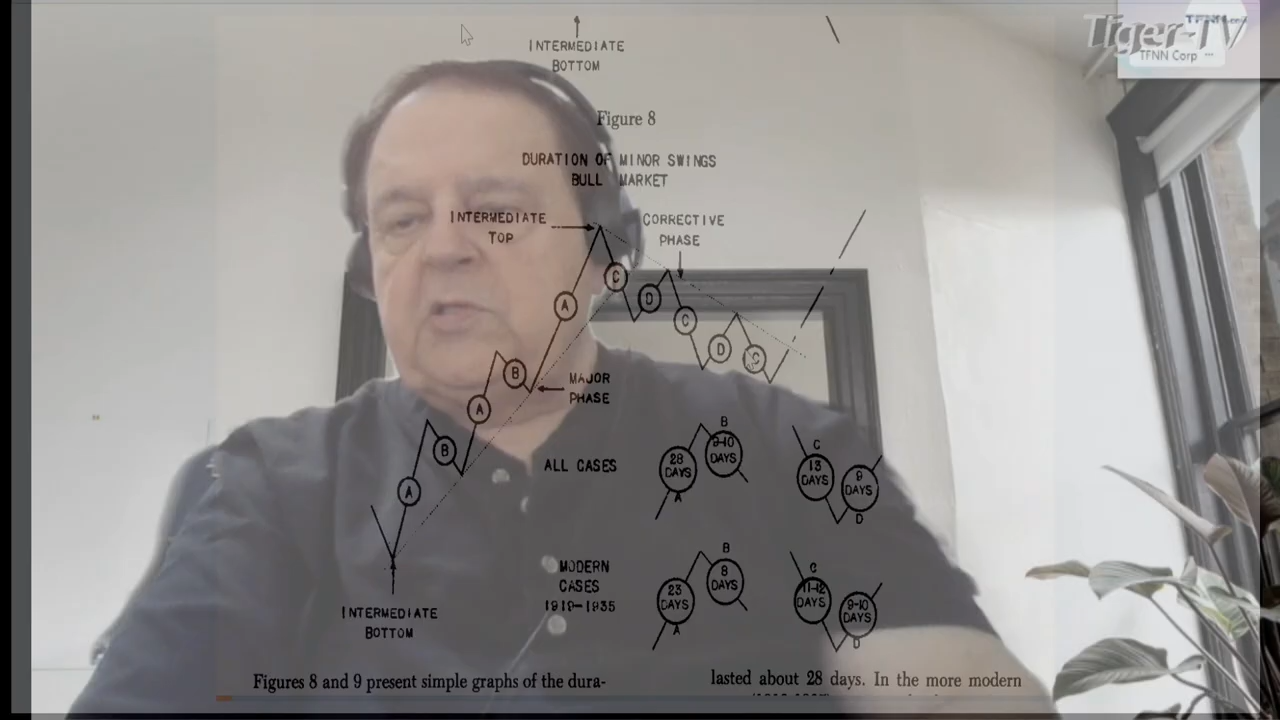 Tiger-TV
TFNN Corp
INTERMEDIATE
BOTTOM
Figure 8
DURATION OF MINOR SWINGS
BULL MARKET
INTERMEDIATE
TOP
CORRECTIVE
PHASE
C
D
A
C
D
C
B
MAJOR
PHASE
A
B
A
ALL CASES
28
DAYS
A
B
9-10
DAYS
C
13
DAYS
9
DAYS
D
MODERN
CASES
1919-1935
23
DAYS
A
B
8
DAYS
C
11-12
DAYS
9-10
DAYS
D
INTERMEDIATE
BOTTOM
Figures 8 and 9 present simple graphs of the dura-
lasted about 28 days. In the more modern